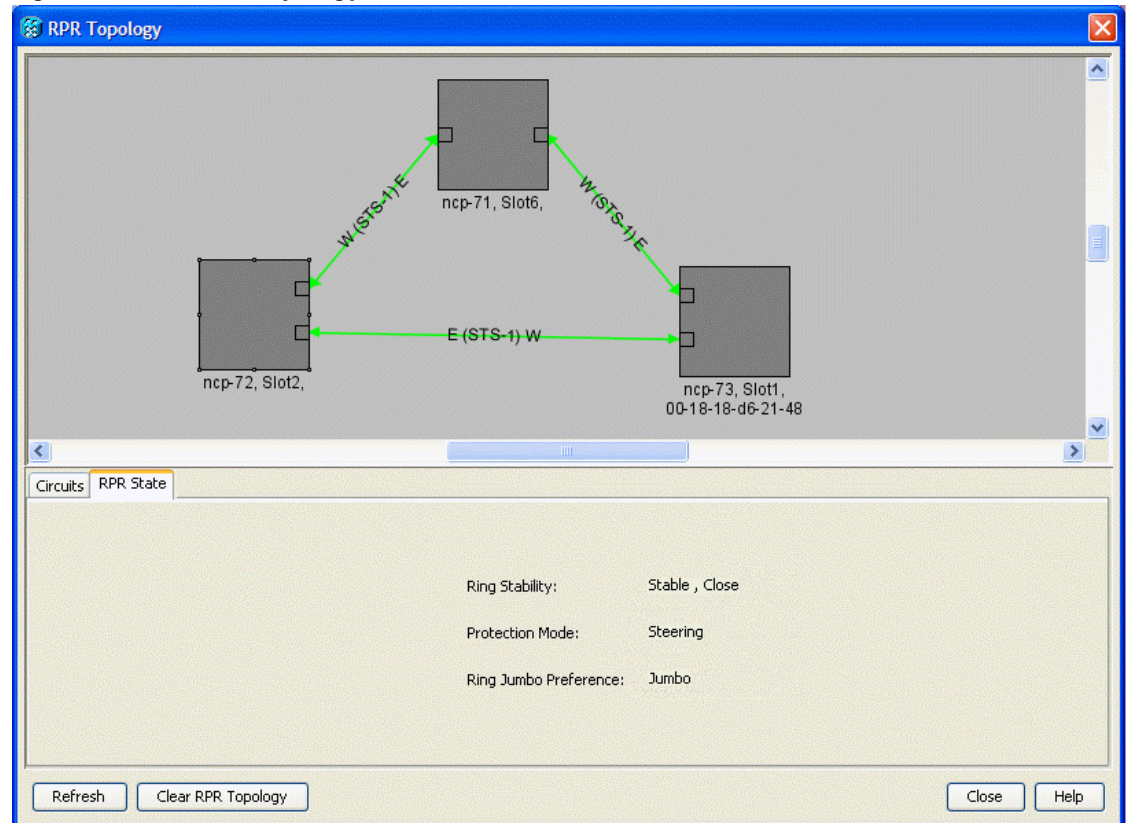 RPR Topology
ncp-71, Slot6,
W (STS-1) E
W (STS-1) E
E (STS-1) W
ncp-72, Slot2,
ncp-73, Slot1,
00-18-18-d6-21-48
Circuits
RPR State
Ring Stability: Stable , Close
Protection Mode: Steering
Ring Jumbo Preference: Jumbo
Refresh
Clear RPR Topology
Close
Help